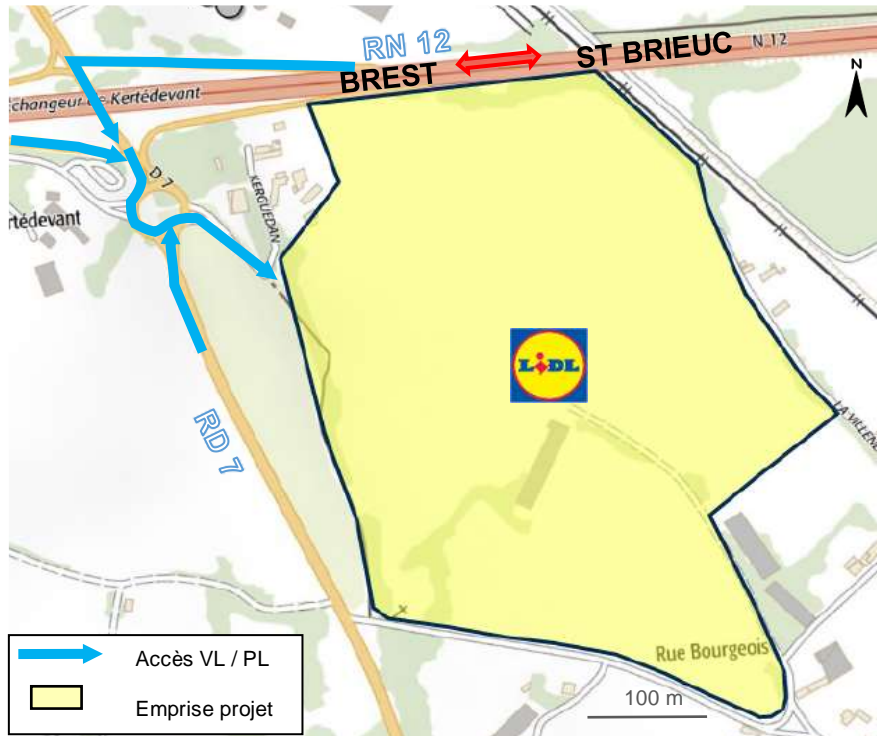 RN 12
BREST
ST BRIEUC
N 12
N
échangeur de Kertédevant
D 7
KERGUEDAN
rtédevant
LIDL
RD 7
LA VILLENE
Rue Bourgeois
100 m
Accès VL / PL
Emprise projet